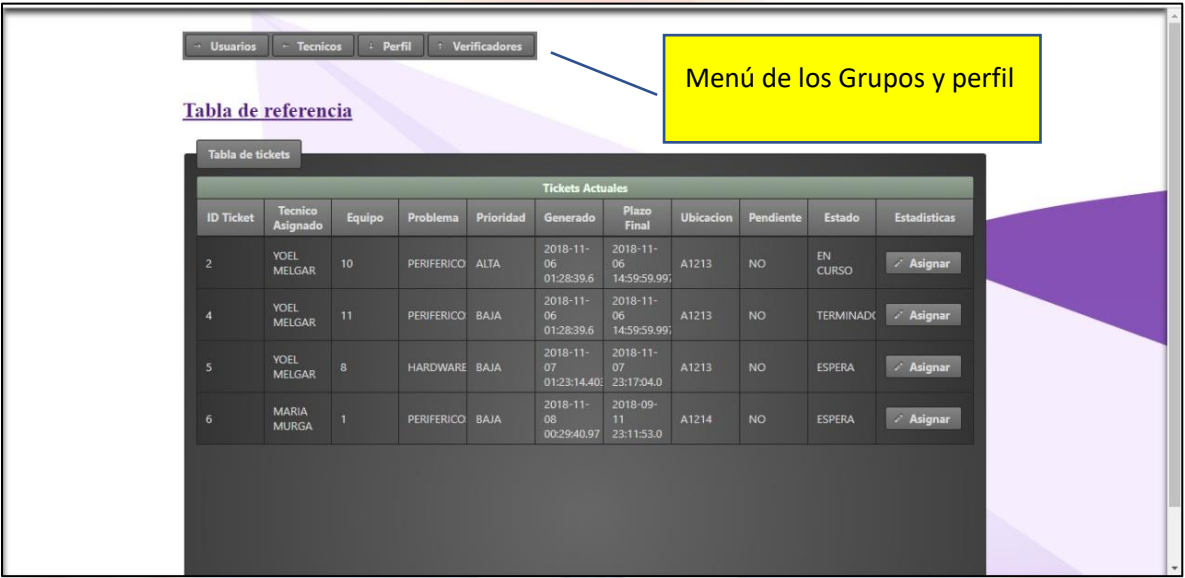 Usuarios Tecnicos Perfil Verificadores
Menú de los Grupos y perfil
Tabla de referencia
Tabla de tickets
Tickets Actuales
ID Ticket Tecnico Asignado Equipo Problema Prioridad Generado Plazo Final Ubicacion Pendiente Estado Estadisticas
2 YOEL MELGAR 10 PERIFERICO ALTA 2018-11-06 01:28:39.6 2018-11-06 14:59:59.997 A1213 NO EN CURSO Asignar
4 YOEL MELGAR 11 PERIFERICO BAJA 2018-11-06 01:28:39.6 2018-11-06 14:59:59.997 A1213 NO TERMINADO Asignar
5 YOEL MELGAR 8 HARDWARE BAJA 2018-11-07 01:23:14.403 2018-11-07 23:17:04.0 A1213 NO ESPERA Asignar
6 MARIA MURGA 1 PERIFERICO BAJA 2018-11-08 00:29:40.97 2018-09-11 23:11:53.0 A1214 NO ESPERA Asignar